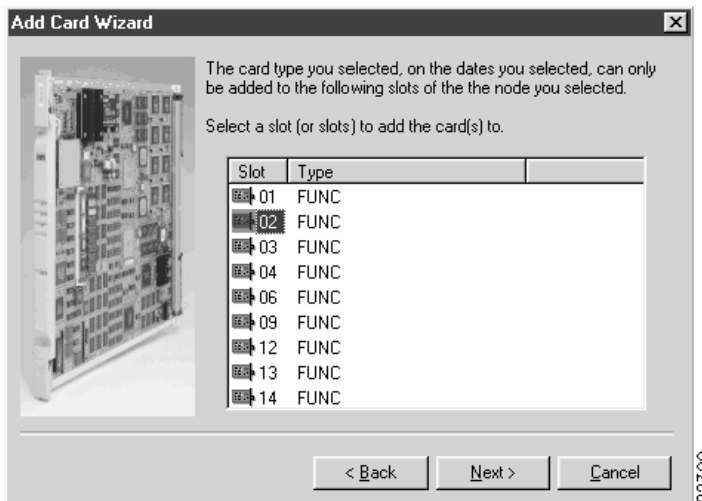 Add Card Wizard
The card type you selected, on the dates you selected, can only
be added to the following slots of the the node you selected.
Select a slot (or slots) to add the card(s) to.
Slot Type
01 FUNC
02 FUNC
03 FUNC
04 FUNC
06 FUNC
09 FUNC
12 FUNC
13 FUNC
14 FUNC
< Back Next > Cancel